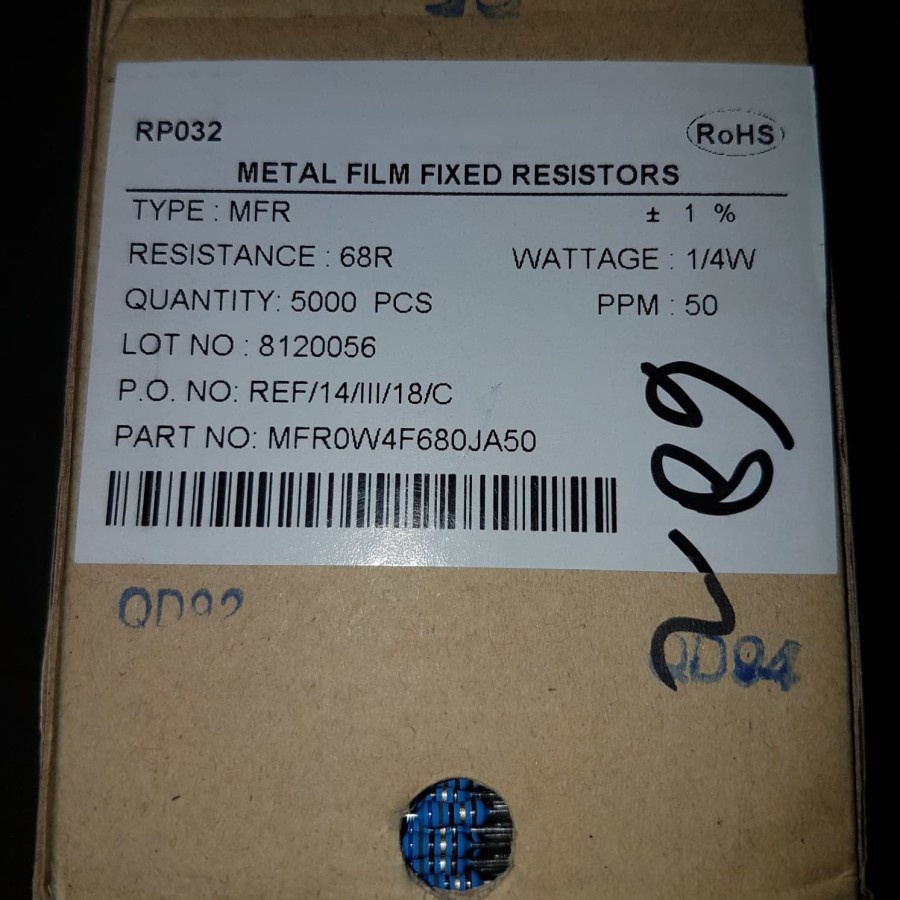 RP032
RoHS
METAL FILM FIXED RESISTORS
TYPE : MFR ± 1 %
RESISTANCE : 68R WATTAGE : 1/4W
QUANTITY: 5000 PCS PPM : 50
LOT NO : 8120056
P.O. NO: REF/14/III/18/C
PART NO: MFR0W4F680JA50
QD92
QD94